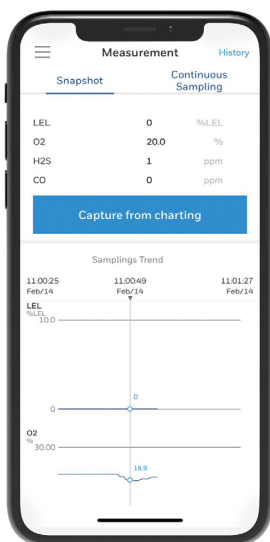 Measurement
History
Snapshot
Continuous
Sampling
LEL 0 %LEL
O2 20.0 %
H2S 1 ppm
CO 0 ppm
Capture from charting
Samplings Trend
11:00:25 11:00:49 11:01:27
Feb/14 Feb/14 Feb/14
LEL
%LEL
10.0
0
0
O2
%
30.00
18.9